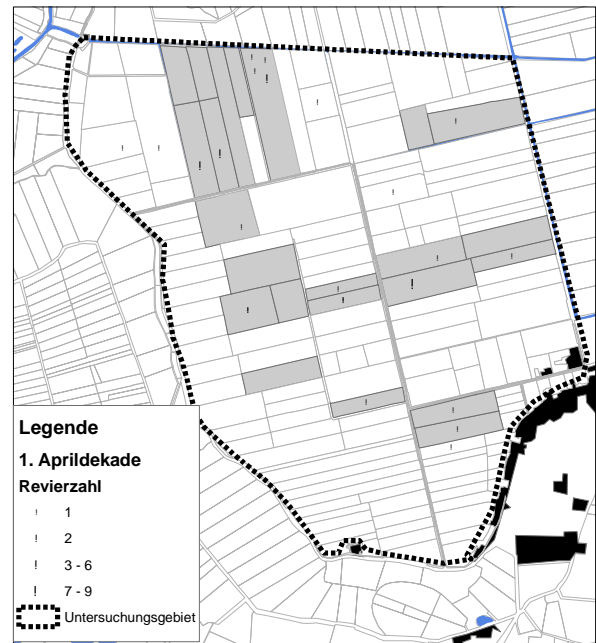 Legende
1. Aprildekade
Revierzahl
! 1
! 2
! 3 - 6
! 7 - 9
Untersuchungsgebiet